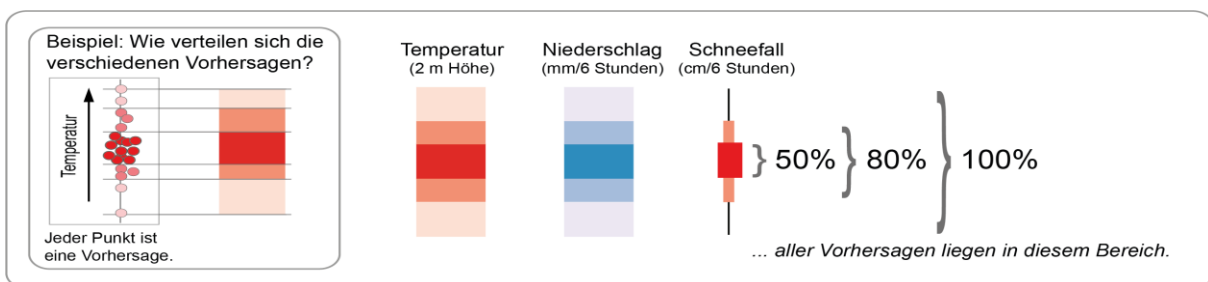 Beispiel: Wie verteilen sich die
verschiedenen Vorhersagen?
Temperatur
Jeder Punkt ist
eine Vorhersage.
Temperatur
(2 m Höhe)
Niederschlag
(mm/6 Stunden)
Schneefall
(cm/6 Stunden)
50%
80%
100%
... aller Vorhersagen liegen in diesem Bereich.